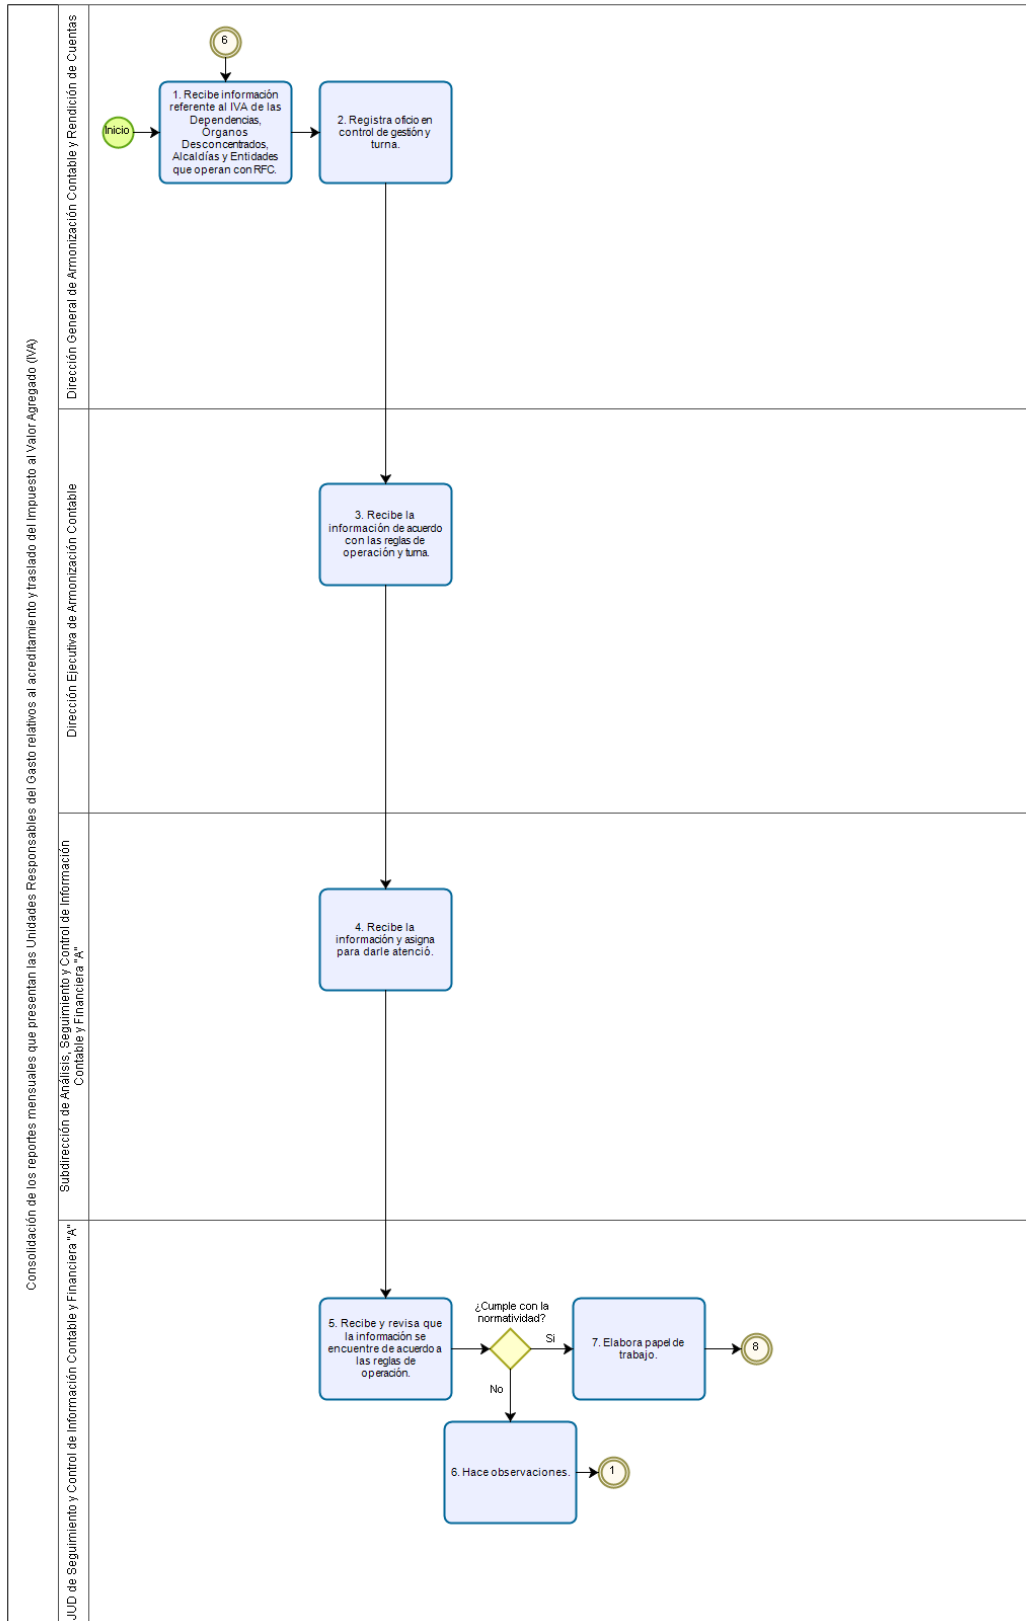 Consolidación de los reportes mensuales que presentan las Unidades Responsables del Gasto relativos al acreditamiento y traslado del Impuesto al Valor Agregado (IVA)
Dirección General de Armonización Contable y Rendición de Cuentas
6
Inicio
1. Recibe información
referente al IVA de las
Dependencias,
Órganos
Desconcentrados,
Alcaldías y Entidades
que operan con RFC.
2. Registra oficio en
control de gestión y
turna.
Dirección Ejecutiva de Armonización Contable
3. Recibe la
información de acuerdo
con las reglas de
operación y turna.
Subdirección de Análisis, Seguimiento y Control de Información
Contable y Financiera "A"
4. Recibe la
información y asigna
para darle atenció.
JUD de Seguimiento y Control de Información Contable y Financiera "A"
5. Recibe y revisa que
la información se
encuentre de acuerdo a
las reglas de
operación.
¿Cumple con la
normatividad?
Si
7. Elabora papel de
trabajo.
8
No
6. Hace observaciones.
1